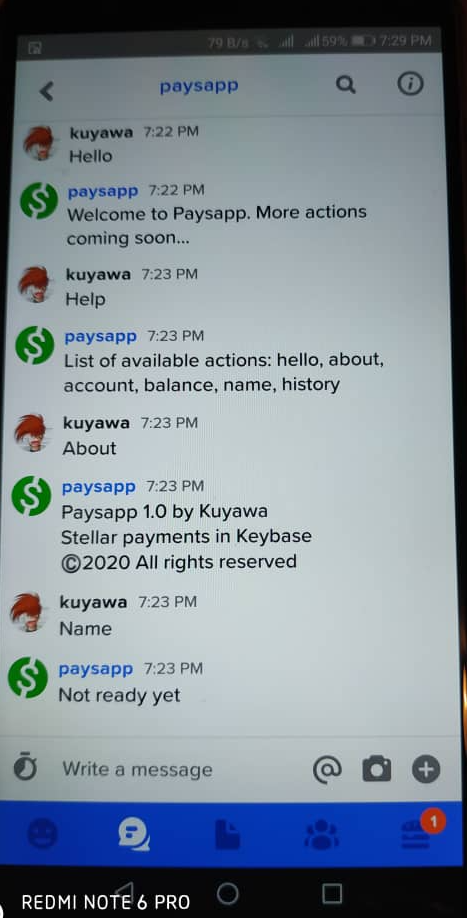 79 B/s 59% 7:29 PM
paysapp
kuyawa 7:22 PM
Hello
paysapp 7:22 PM
Welcome to Paysapp. More actions
coming soon...
kuyawa 7:23 PM
Help
paysapp 7:23 PM
List of available actions: hello, about,
account, balance, name, history
kuyawa 7:23 PM
About
paysapp 7:23 PM
Paysapp 1.0 by Kuyawa
Stellar payments in Keybase
©2020 All rights reserved
kuyawa 7:23 PM
Name
paysapp 7:23 PM
Not ready yet
Write a message
1
REDMI NOTE 6 PRO